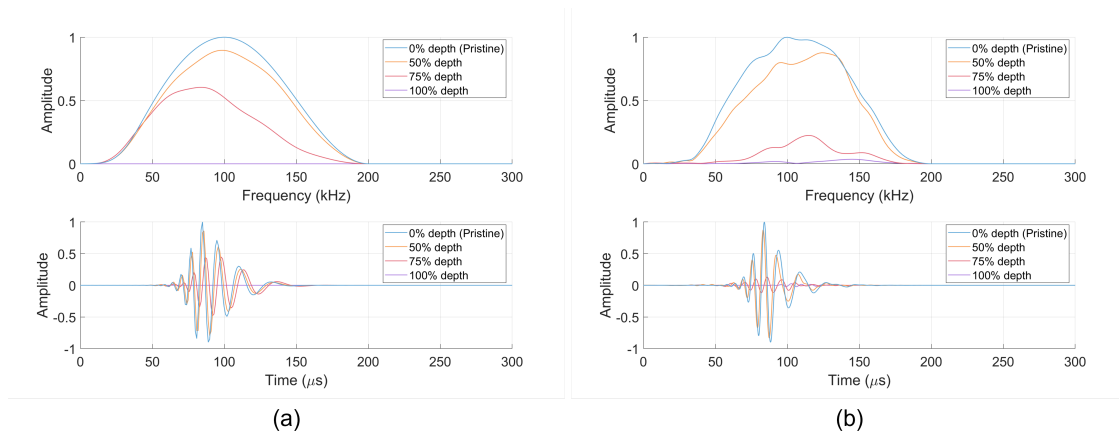 1
0.5
0
Amplitude
0 50 100 150 200 250 300
Frequency (kHz)
0% depth (Pristine)
50% depth
75% depth
100% depth
1
0.5
0
-0.5
-1
Amplitude
0 50 100 150 200 250 300
Time (μs)
0% depth (Pristine)
50% depth
75% depth
100% depth
(a)
1
0.5
0
Amplitude
0 50 100 150 200 250 300
Frequency (kHz)
0% depth (Pristine)
50% depth
75% depth
100% depth
1
0.5
0
-0.5
-1
Amplitude
0 50 100 150 200 250 300
Time (μs)
0% depth (Pristine)
50% depth
75% depth
100% depth
(b)